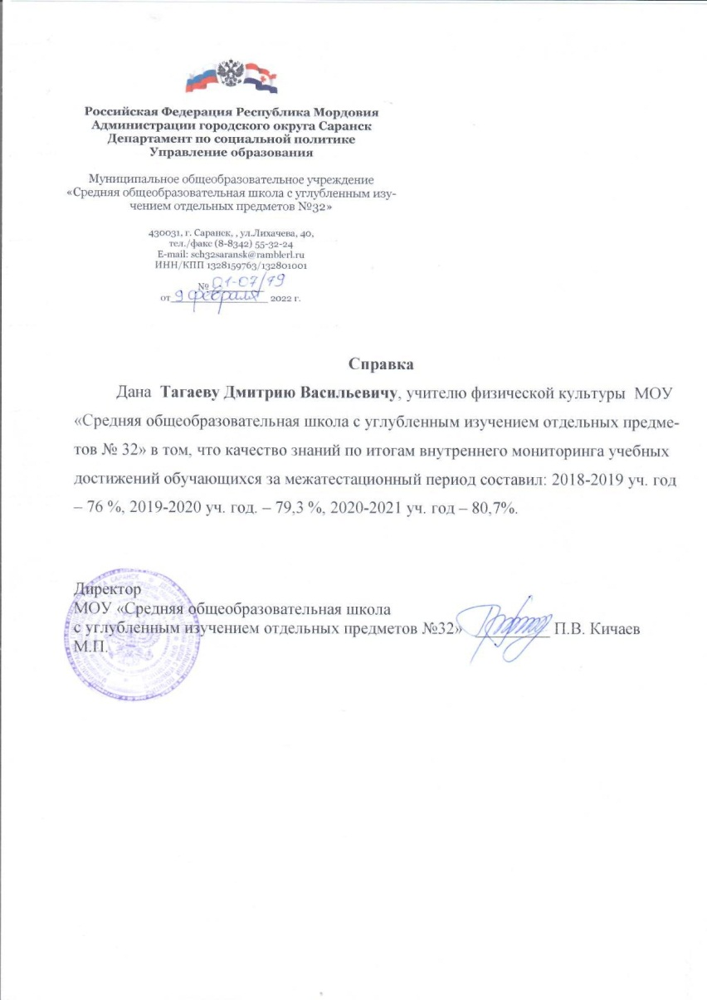 Российская Федерация Республика Мордовия
Администрации городского округа Саранск
Департамент по социальной политике
Управление образования
Муниципальное общеобразовательное учреждение
«Средняя общеобразовательная школа с углубленным изу-
чением отдельных предметов №32»
430031, г. Саранск, , ул.Лихачева, 40,
тел./факс (8-8342) 55-32-24
E-mail: sch32saransk@ramblerl.ru
ИНН/КПП 1328159763/132801001
№ 01-07/19
от 9 февраля 2022 г.
Справка
Дана Тагаеву Дмитрию Васильевичу, учителю физической культуры МОУ
«Средняя общеобразовательная школа с углубленным изучением отдельных предме-
тов № 32» в том, что качество знаний по итогам внутреннего мониторинга учебных
достижений обучающихся за межатестационный период составил: 2018-2019 уч. год
– 76 %, 2019-2020 уч. год. – 79,3 %, 2020-2021 уч. год – 80,7%.
Директор
МОУ «Средняя общеобразовательная школа
с углубленным изучением отдельных предметов №32» П.В. Кичаев
М.П.